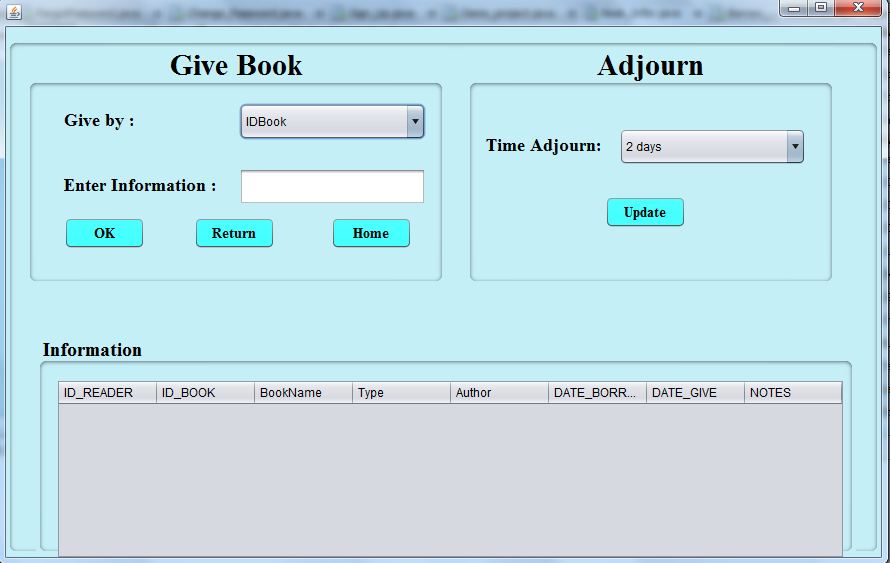 Give Book
Give by :
IDBook
Enter Information :
OK
Return
Home
Adjourn
Time Adjourn:
2 days
Update
Information
ID_READER ID_BOOK BookName Type Author DATE_BORR... DATE_GIVE NOTES